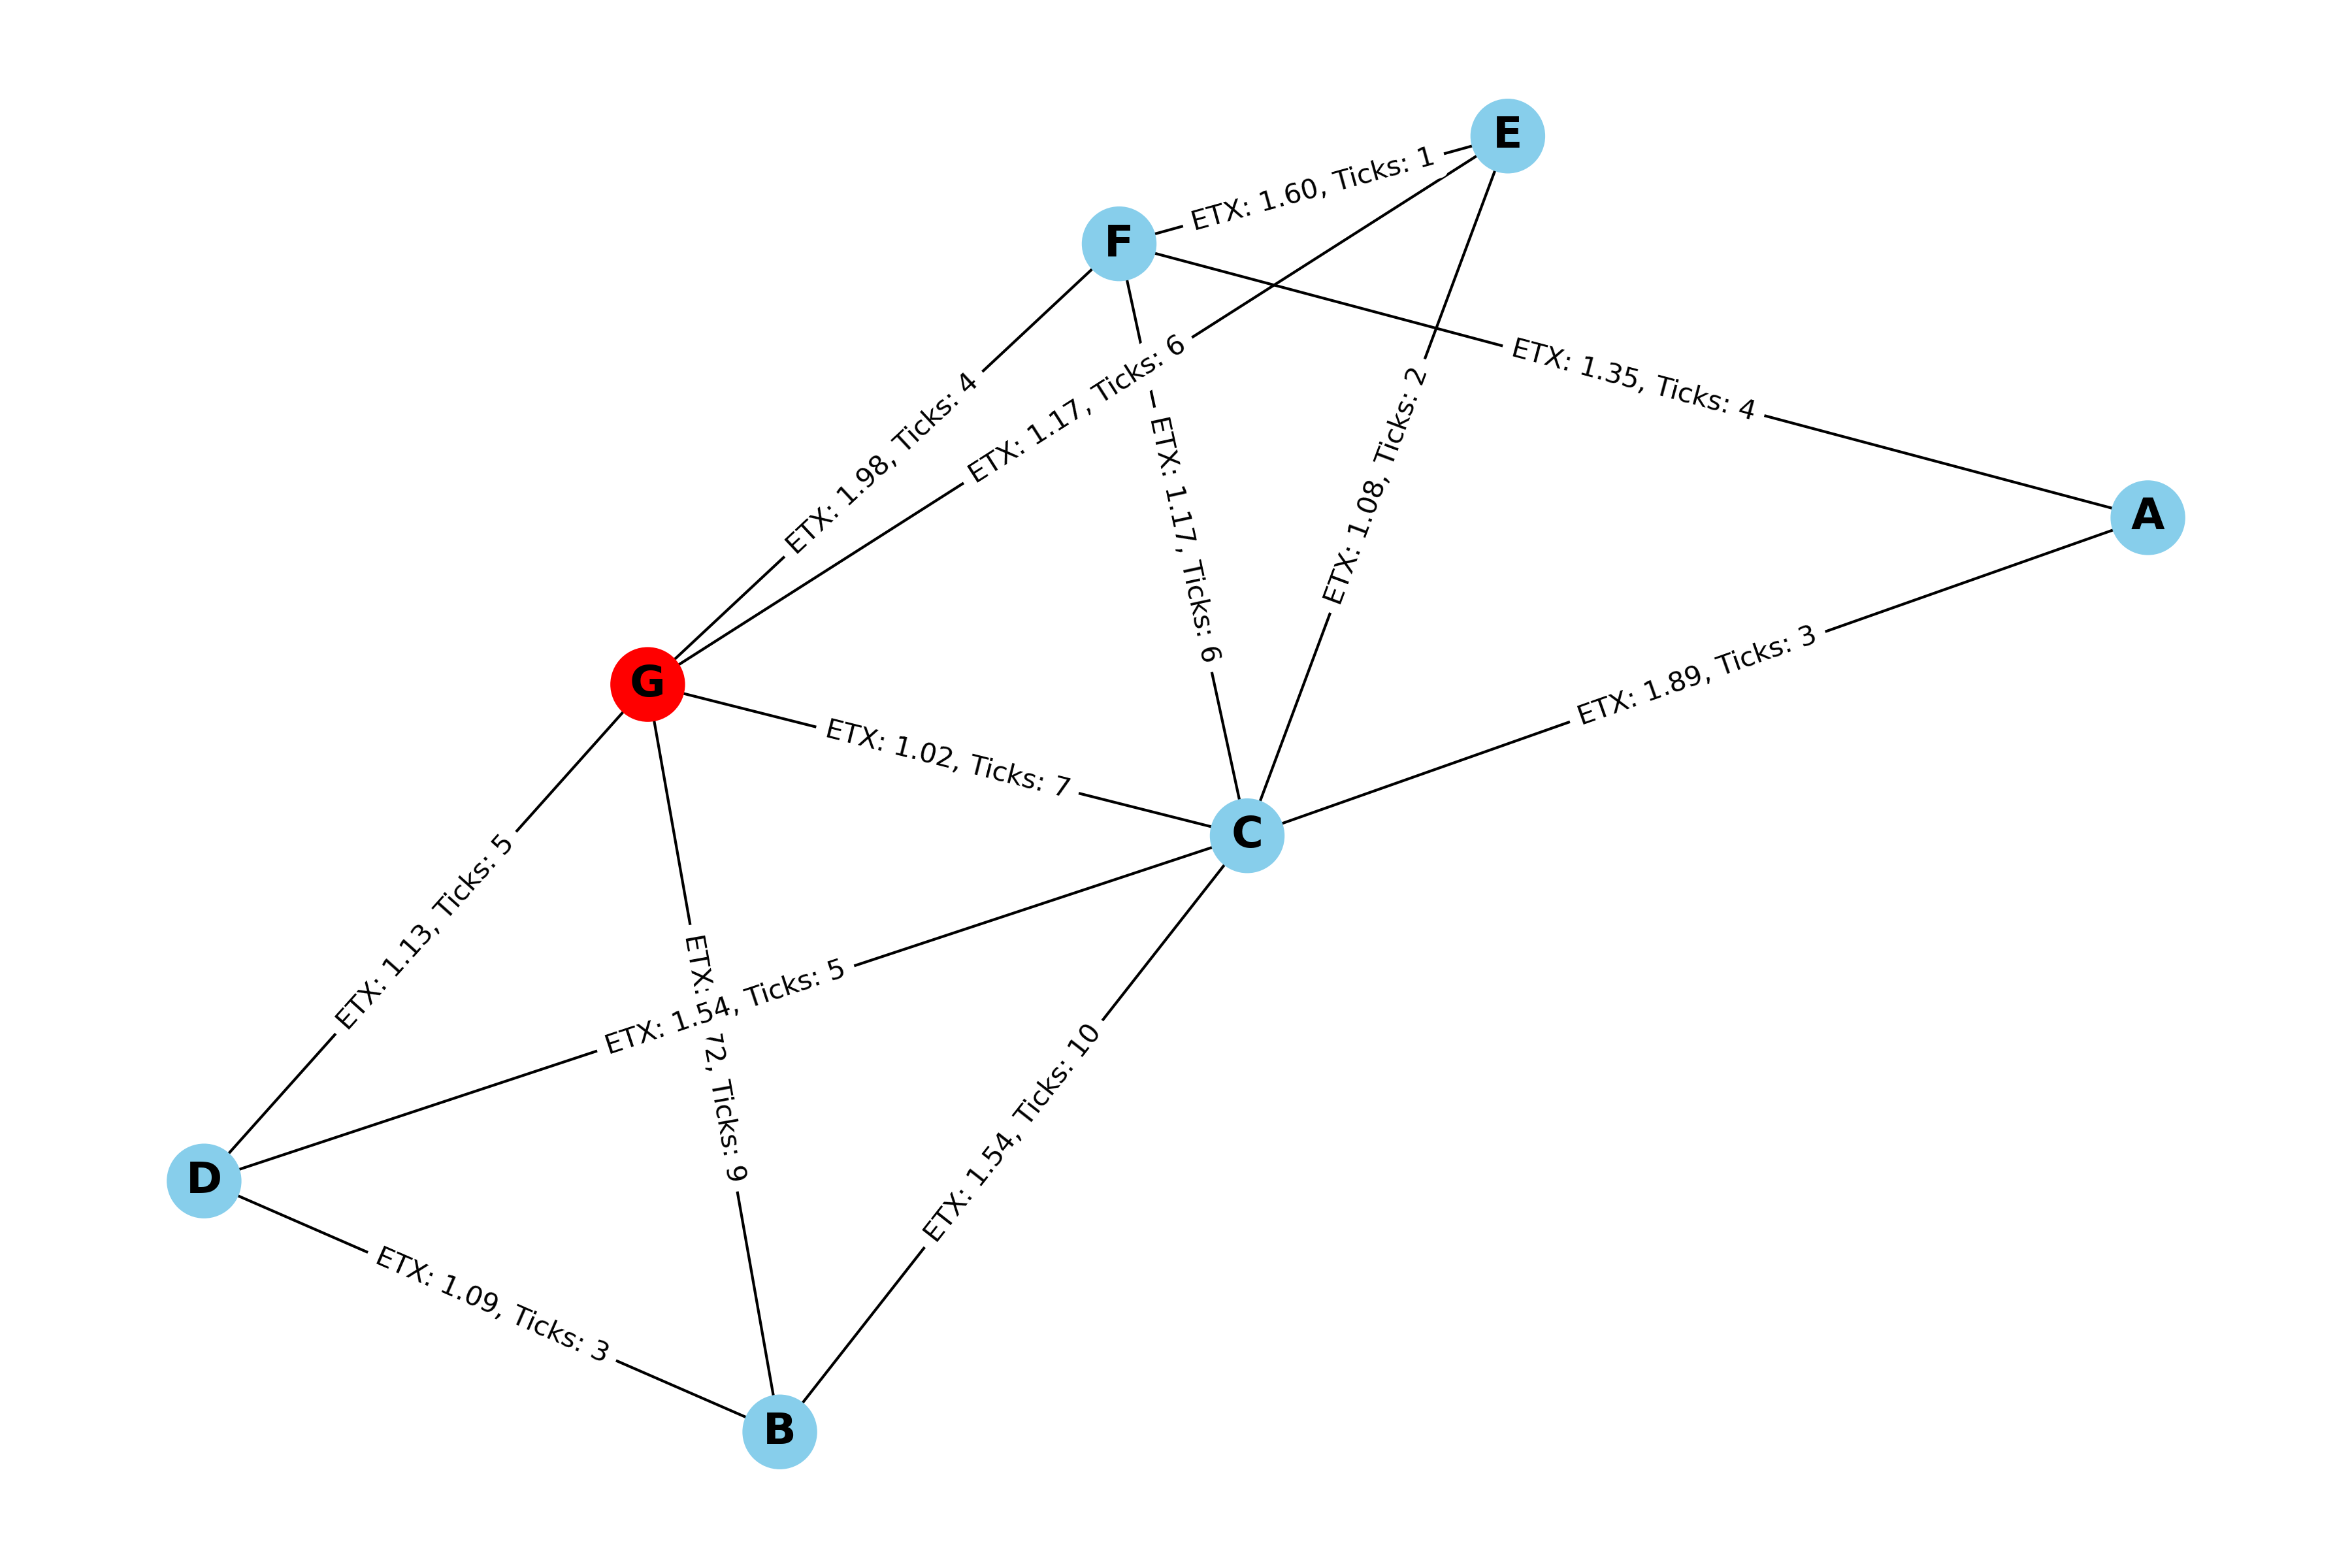 E
ETX: 1.60, Ticks: 1
F
ETX: 1.35, Ticks: 4
ETX: 1.98, Ticks: 4
ETX: 1.17, Ticks: 6
ETX: 1.08, Ticks: 2
ETX: 1.17, Ticks: 6
A
ETX: 1.89, Ticks: 3
G
ETX: 1.02, Ticks: 7
C
ETX: 1.13, Ticks: 5
ETX: 1.54, Ticks: 5
ETX: 72, Ticks: 9
ETX: 1.54, Ticks: 10
D
ETX: 1.09, Ticks: 3
B